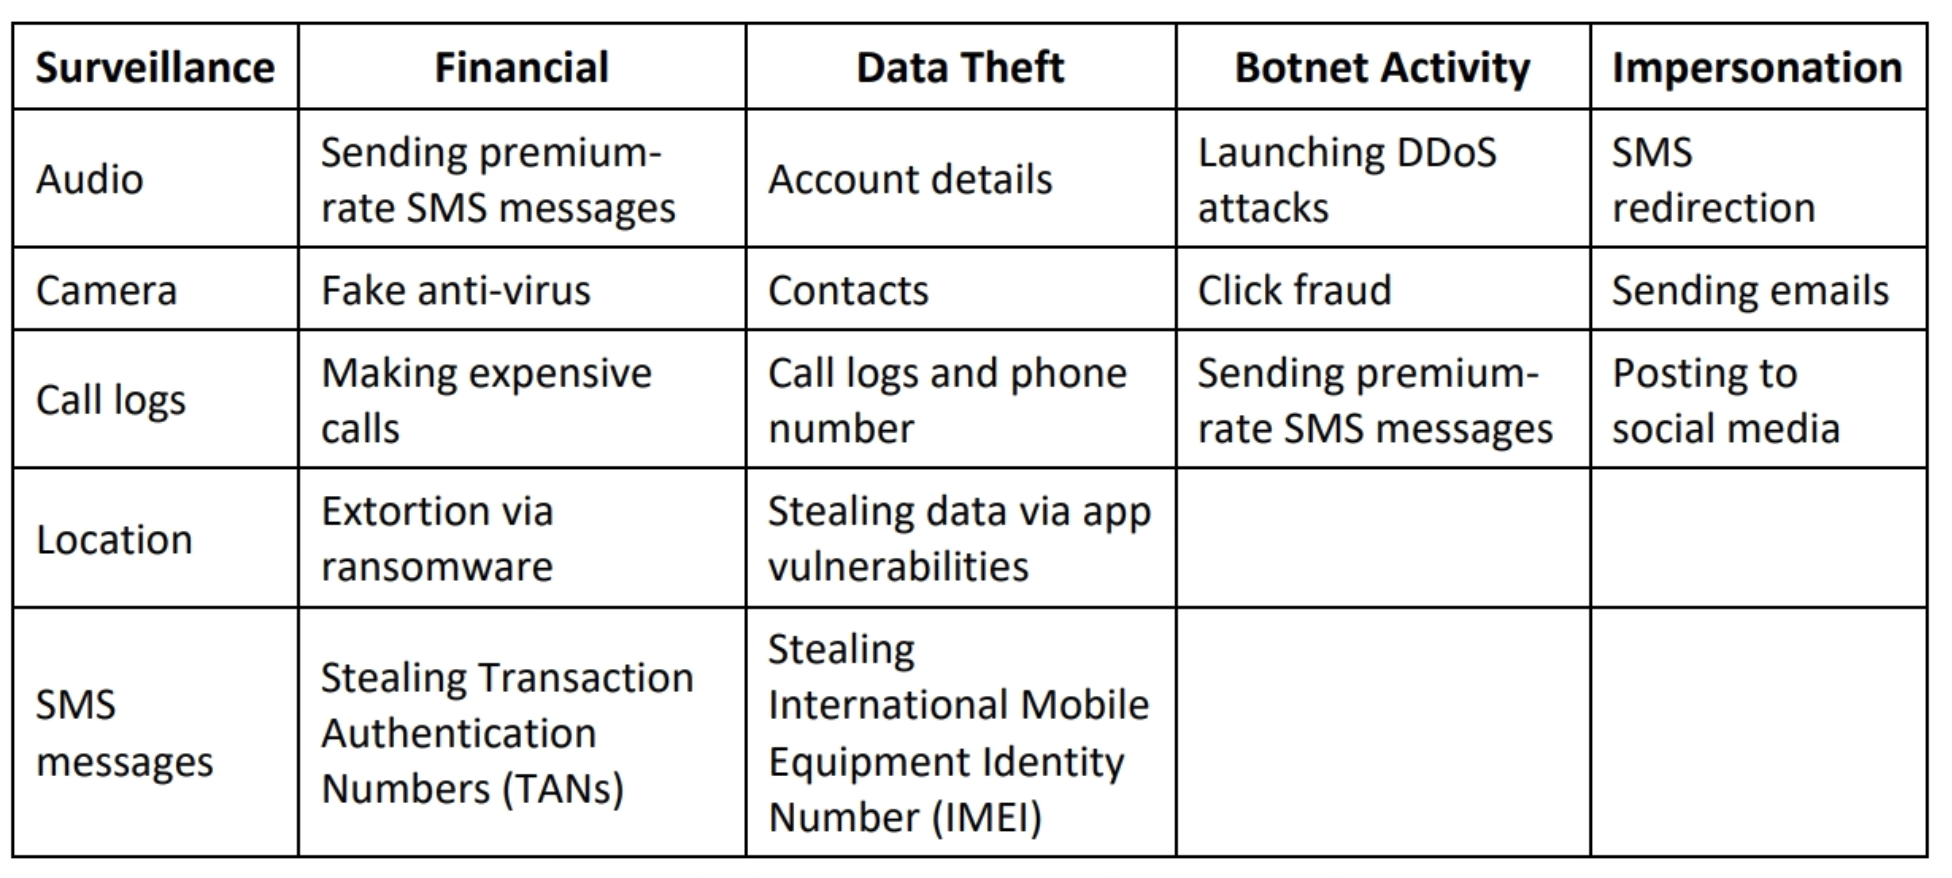 Surveillance Financial Data Theft Botnet Activity Impersonation
Audio
Sending premium-
rate SMS messages
Account details
Launching DDoS
attacks
SMS
redirection
Camera
Fake anti-virus
Contacts
Click fraud
Sending emails
Call logs
Making expensive
calls
Call logs and phone
number
Sending premium-
rate SMS messages
Posting to
social media
Location
Extortion via
ransomware
Stealing data via app
vulnerabilities
SMS
messages
Stealing Transaction
Authentication
Numbers (TANs)
Stealing
International Mobile
Equipment Identity
Number (IMEI)